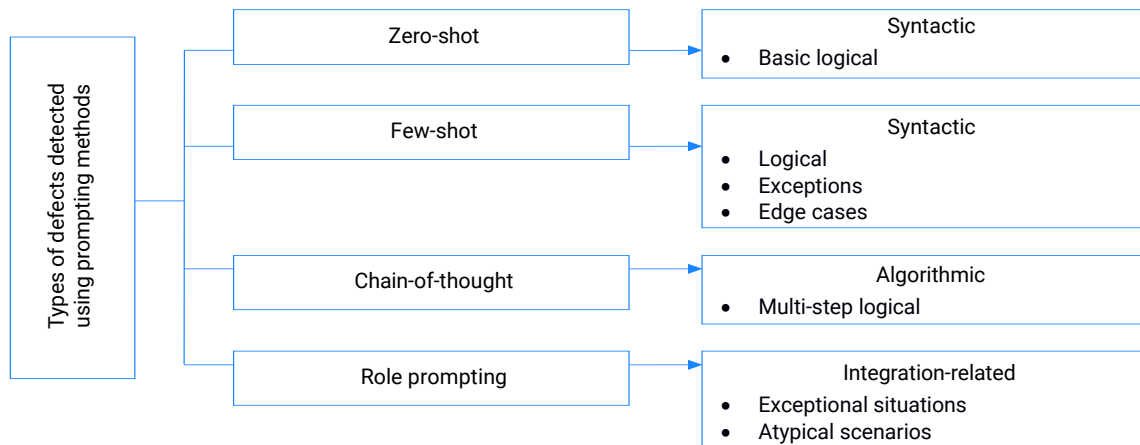 Types of defects detected
using prompting methods
Zero-shot
Syntactic
• Basic logical
Few-shot
Syntactic
• Logical
• Exceptions
• Edge cases
Chain-of-thought
Algorithmic
• Multi-step logical
Role prompting
Integration-related
• Exceptional situations
• Atypical scenarios